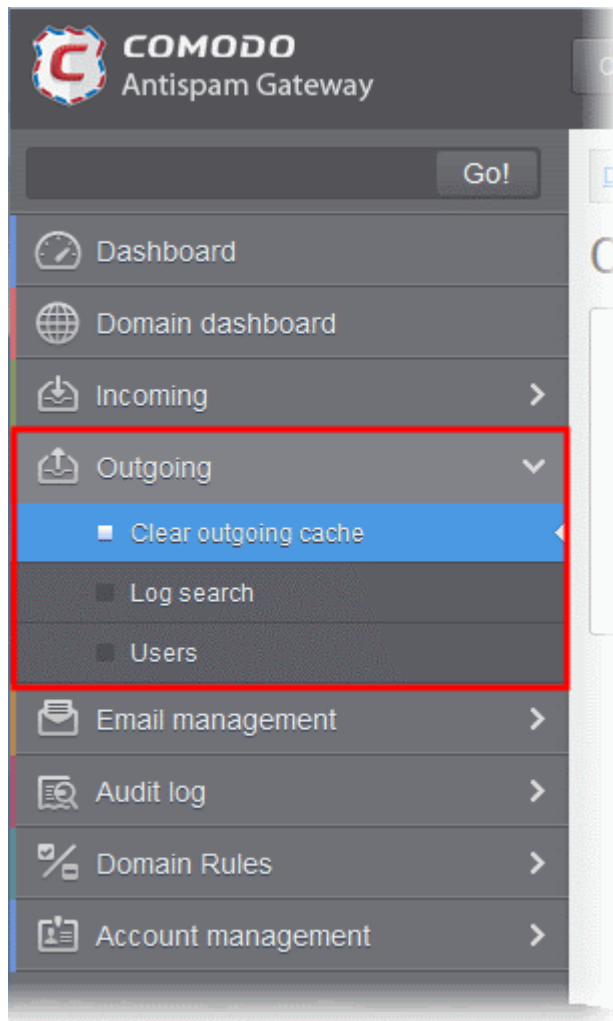 COMODO
Antispam Gateway
Go!
Dashboard
Domain dashboard
Incoming
Outgoing
Clear outgoing cache
Log search
Users
Email management
Audit log
Domain Rules
Account management